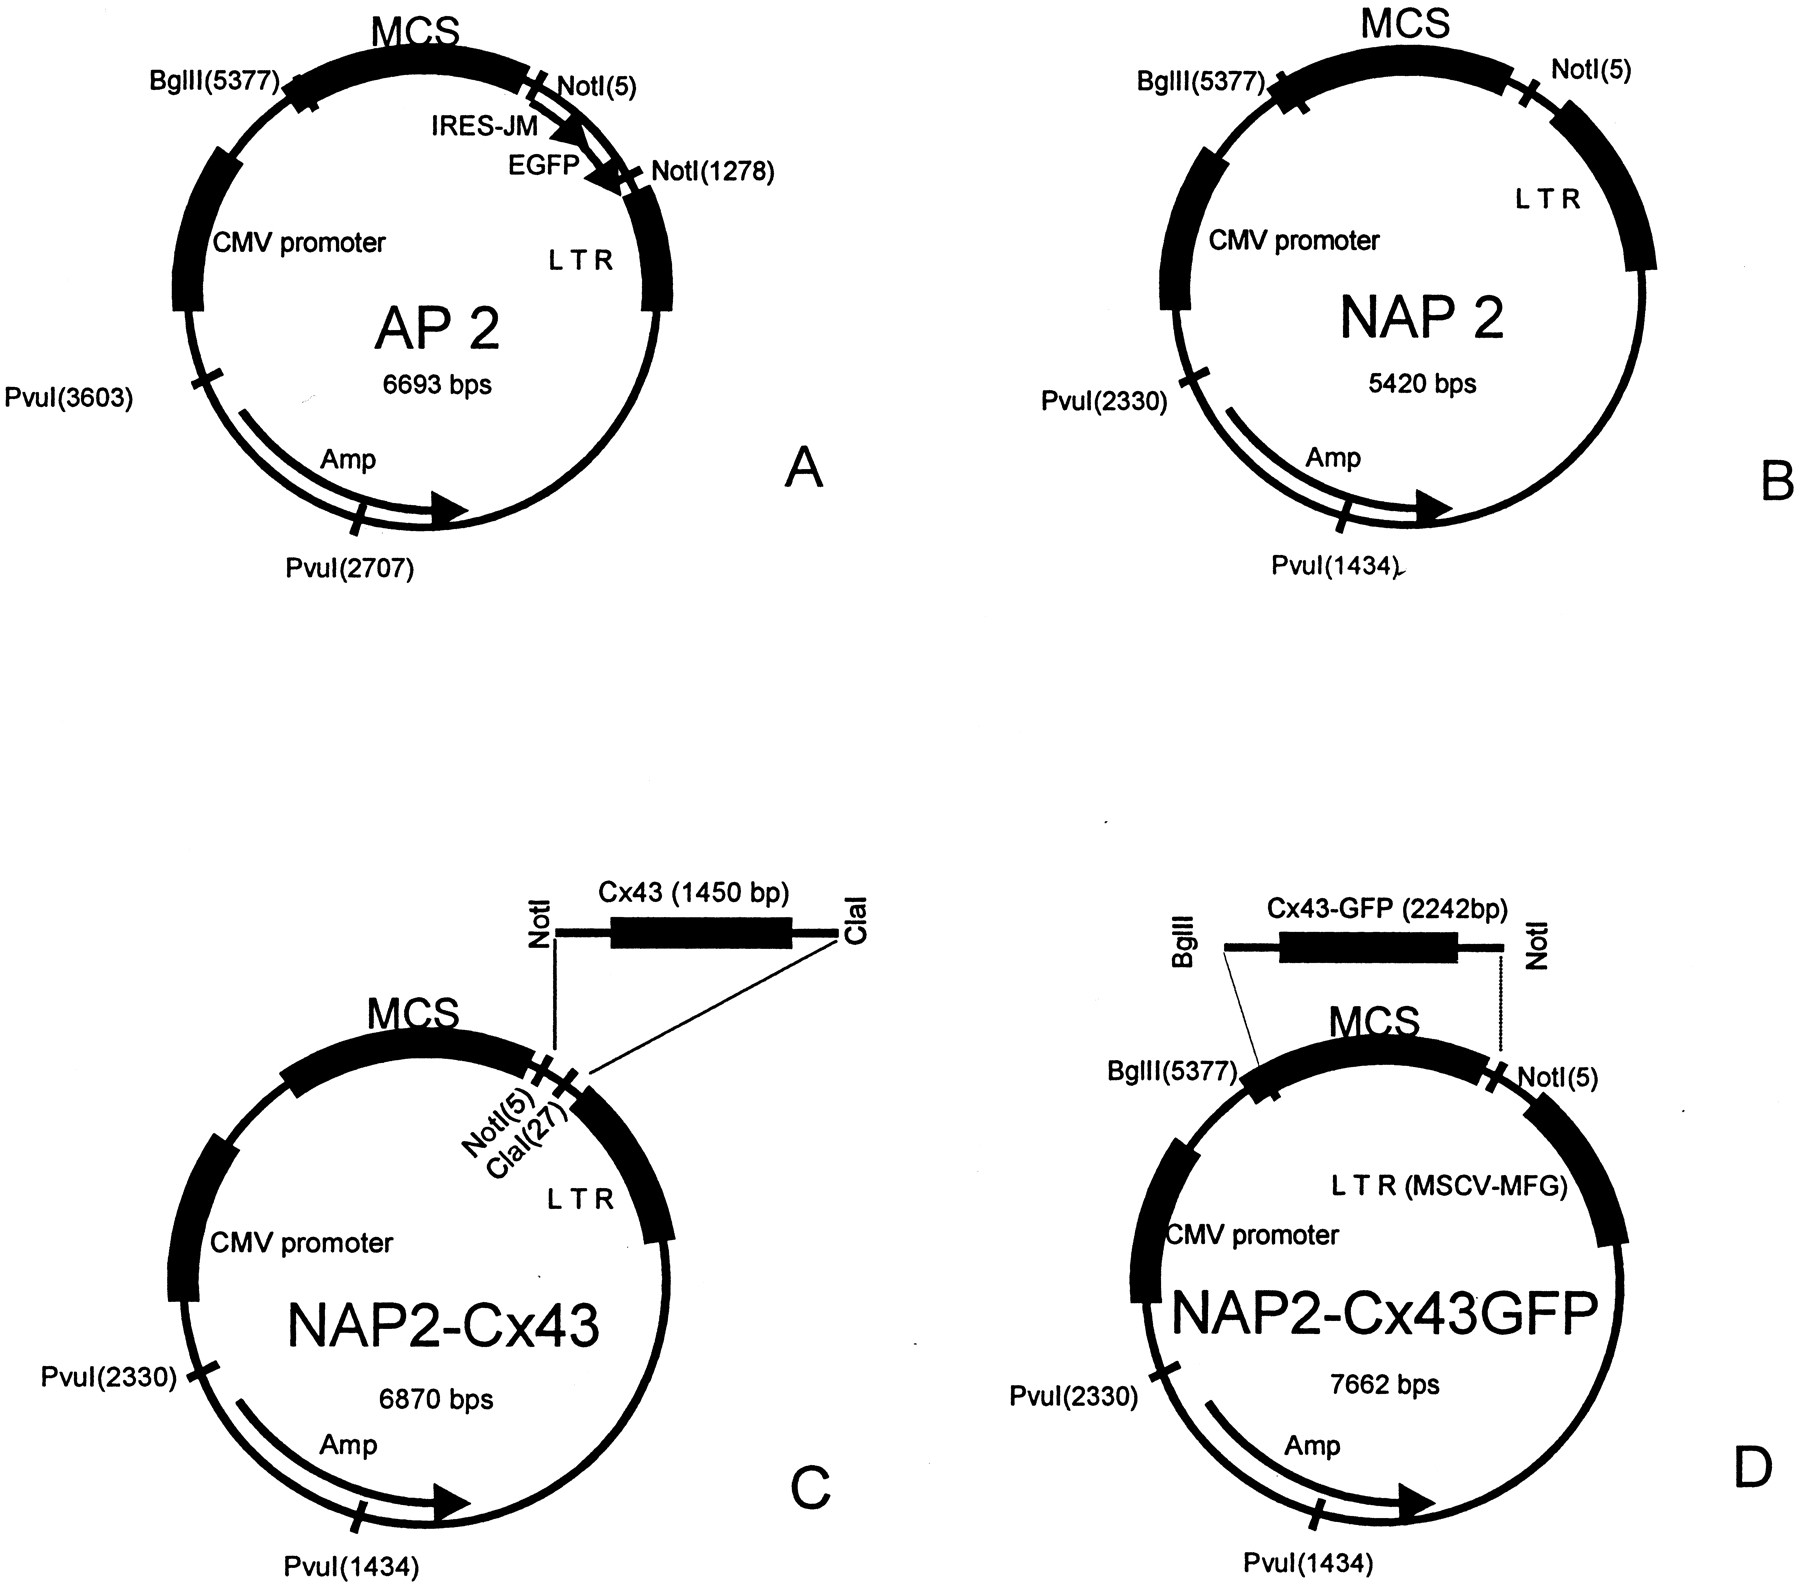 MCS
BglII(5377)
NotI(5)
IRES-JM
EGFP
NotI(1278)
CMV promoter
L T R
AP 2
6693 bps
PvuI(3603)
Amp
PvuI(2707)
A
MCS
BglII(5377)
NotI(5)
L T R
CMV promoter
NAP 2
5420 bps
PvuI(2330)
Amp
PvuI(1434)
B
Cx43 (1450 bp)
NotI
ClaI
MCS
NotI(5)
ClaI(27)
L T R
CMV promoter
NAP2-Cx43
6870 bps
PvuI(2330)
Amp
PvuI(1434)
C
Cx43-GFP (2242bp)
BglII
NotI
MCS
BglII(5377)
NotI(5)
L T R (MSCV-MFG)
CMV promoter
NAP2-Cx43GFP
7662 bps
PvuI(2330)
Amp
PvuI(1434)
D